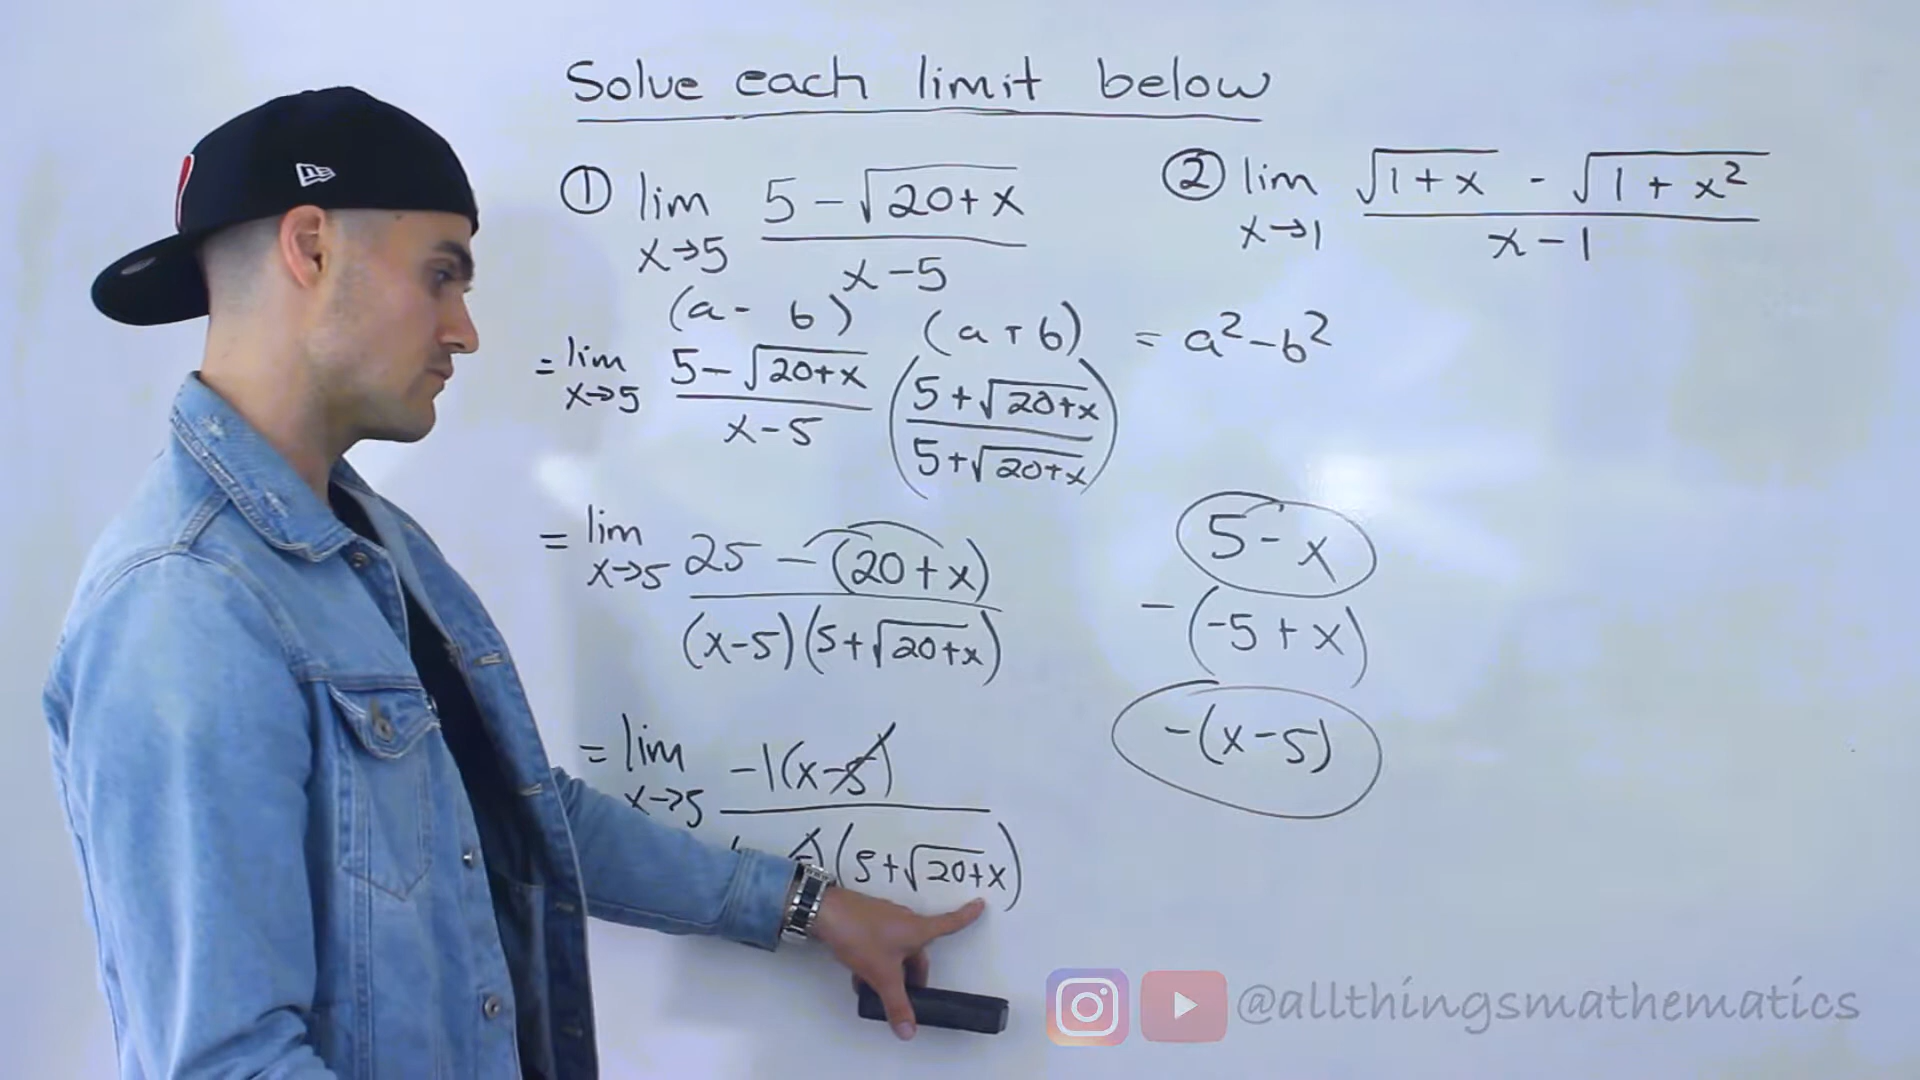 Solve each limit below
① lim x→5 (5 - √(20+x)) / (x-5)
② lim x→1 (√(1+x) - √(1+x²)) / (x-1)
(a - b) (a + b) = a² - b²
= lim x→5 (5 - √(20+x)) / (x-5) ((5 + √(20+x)) / (5 + √(20+x)))
= lim x→5 (25 - (20+x)) / ((x-5)(5+√(20+x)))
5 - x
-(-5 + x)
-(x-5)
= lim x→5 -1(x-5) / (5+√(20+x))
@allthingsmathematics